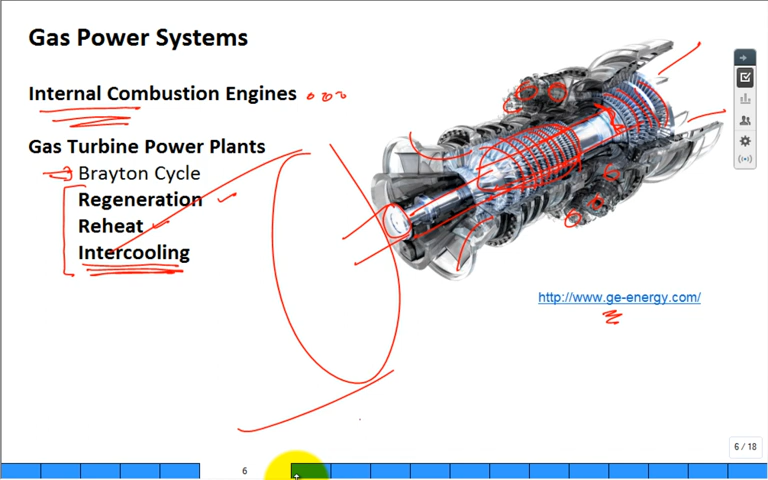 Gas Power Systems
Internal Combustion Engines
Gas Turbine Power Plants
Brayton Cycle
Regeneration
Reheat
Intercooling
http://www.ge-energy.com/
6 / 18
6